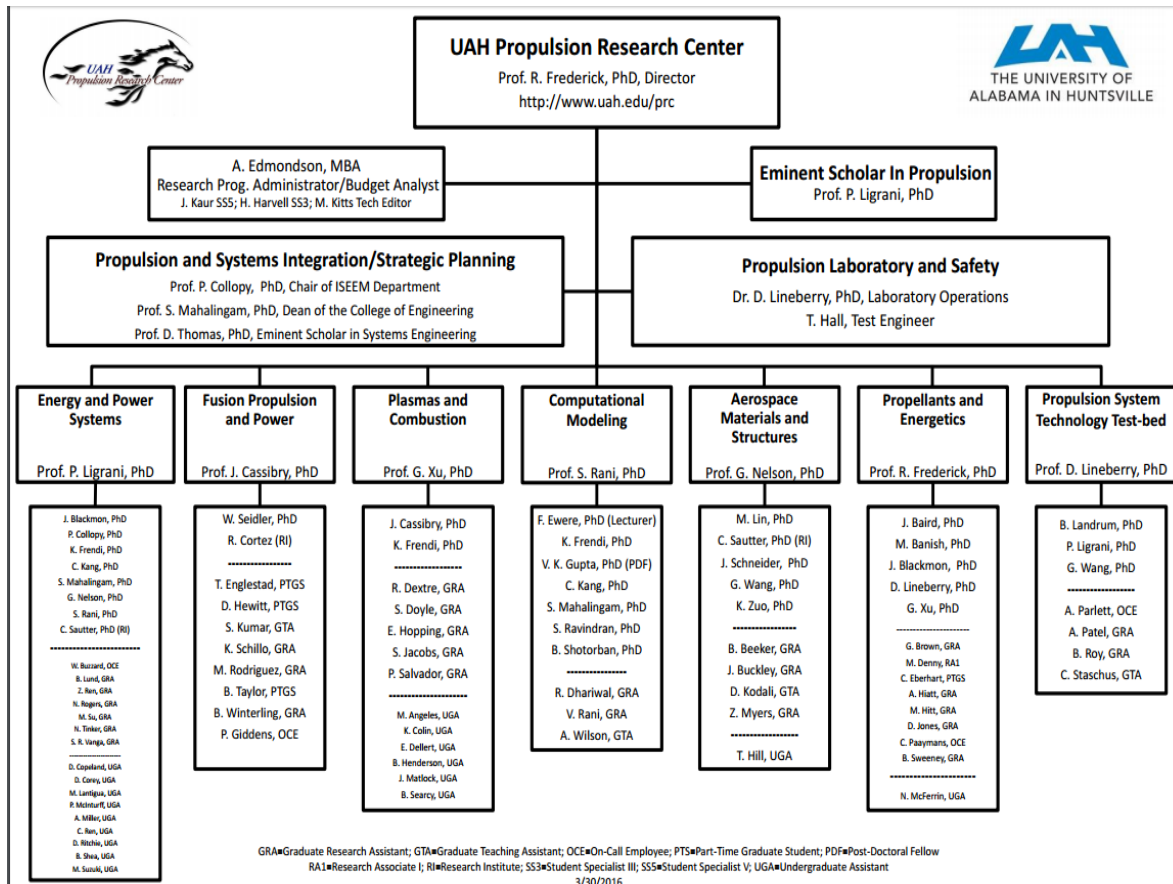 UAH
Propulsion Research Center
UAH Propulsion Research Center
Prof. R. Frederick, PhD, Director
http://www.uah.edu/prc
UAH
THE UNIVERSITY OF
ALABAMA IN HUNTSVILLE
A. Edmondson, MBA
Research Prog. Administrator/Budget Analyst
J. Kaur SS5; H. Harvell SS3; M. Kitts Tech Editor
Eminent Scholar In Propulsion
Prof. P. Ligrani, PhD
Propulsion and Systems Integration/Strategic Planning
Prof. P. Collopy, PhD, Chair of ISEEM Department
Prof. S. Mahalingam, PhD, Dean of the College of Engineering
Prof. D. Thomas, PhD, Eminent Scholar in Systems Engineering
Propulsion Laboratory and Safety
Dr. D. Lineberry, PhD, Laboratory Operations
T. Hall, Test Engineer
Energy and Power
Systems
Prof. P. Ligrani, PhD
J. Blackmon, PhD
P. Collopy, PhD
K. Frendi, PhD
C. Kang, PhD
S. Mahalingam, PhD
G. Nelson, PhD
S. Rani, PhD
C. Sautter, PhD (RI)
W. Buzzard, OCE
B. Lund, GRA
Z. Ren, GRA
N. Rogers, GRA
M. Su, GRA
N. Tinker, GRA
S. R. Vanga, GRA
D. Copeland, UGA
D. Corey, UGA
M. Lantigua, UGA
P. McInturff, UGA
A. Miller, UGA
C. Ren, UGA
D. Ritchie, UGA
B. Shea, UGA
M. Suzuki, UGA
Fusion Propulsion
and Power
Prof. J. Cassibry, PhD
W. Seidler, PhD
R. Cortez (RI)
T. Englestad, PTGS
D. Hewitt, PTGS
S. Kumar, GTA
K. Schillo, GRA
M. Rodriguez, GRA
B. Taylor, PTGS
B. Winterling, GRA
P. Giddens, OCE
Plasmas and
Combustion
Prof. G. Xu, PhD
J. Cassibry, PhD
K. Frendi, PhD
R. Dextre, GRA
S. Doyle, GRA
E. Hopping, GRA
S. Jacobs, GRA
P. Salvador, GRA
M. Angeles, UGA
K. Colin, UGA
E. Dellert, UGA
B. Henderson, UGA
J. Matlock, UGA
B. Searcy, UGA
Computational
Modeling
Prof. S. Rani, PhD
F. Ewere, PhD (Lecturer)
K. Frendi, PhD
V. K. Gupta, PhD (PDF)
C. Kang, PhD
S. Mahalingam, PhD
S. Ravindran, PhD
B. Shotorban, PhD
R. Dhariwal, GRA
V. Rani, GRA
A. Wilson, GTA
Aerospace
Materials and
Structures
Prof. G. Nelson, PhD
M. Lin, PhD
C. Sautter, PhD (RI)
J. Schneider, PhD
G. Wang, PhD
K. Zuo, PhD
B. Beeker, GRA
J. Buckley, GRA
D. Kodali, GTA
Z. Myers, GRA
T. Hill, UGA
Propellants and
Energetics
Prof. R. Frederick, PhD
J. Baird, PhD
M. Banish, PhD
J. Blackmon, PhD
D. Lineberry, PhD
G. Xu, PhD
G. Brown, GRA
M. Denny, RA1
C. Eberhart, PTGS
A. Hiatt, GRA
M. Hitt, GRA
D. Jones, GRA
C. Paaymans, OCE
B. Sweeney, GRA
N. McFerrin, UGA
Propulsion System
Technology Test-bed
Prof. D. Lineberry, PhD
B. Landrum, PhD
P. Ligrani, PhD
G. Wang, PhD
A. Parlett, OCE
A. Patel, GRA
B. Roy, GRA
C. Staschus, GTA
GRA=Graduate Research Assistant; GTA=Graduate Teaching Assistant; OCE=On-Call Employee; PTS=Part-Time Graduate Student; PDF=Post-Doctoral Fellow
RA1=Research Associate I; RI=Research Institute; SS3=Student Specialist III; SS5=Student Specialist V; UGA=Undergraduate Assistant
3/30/2016